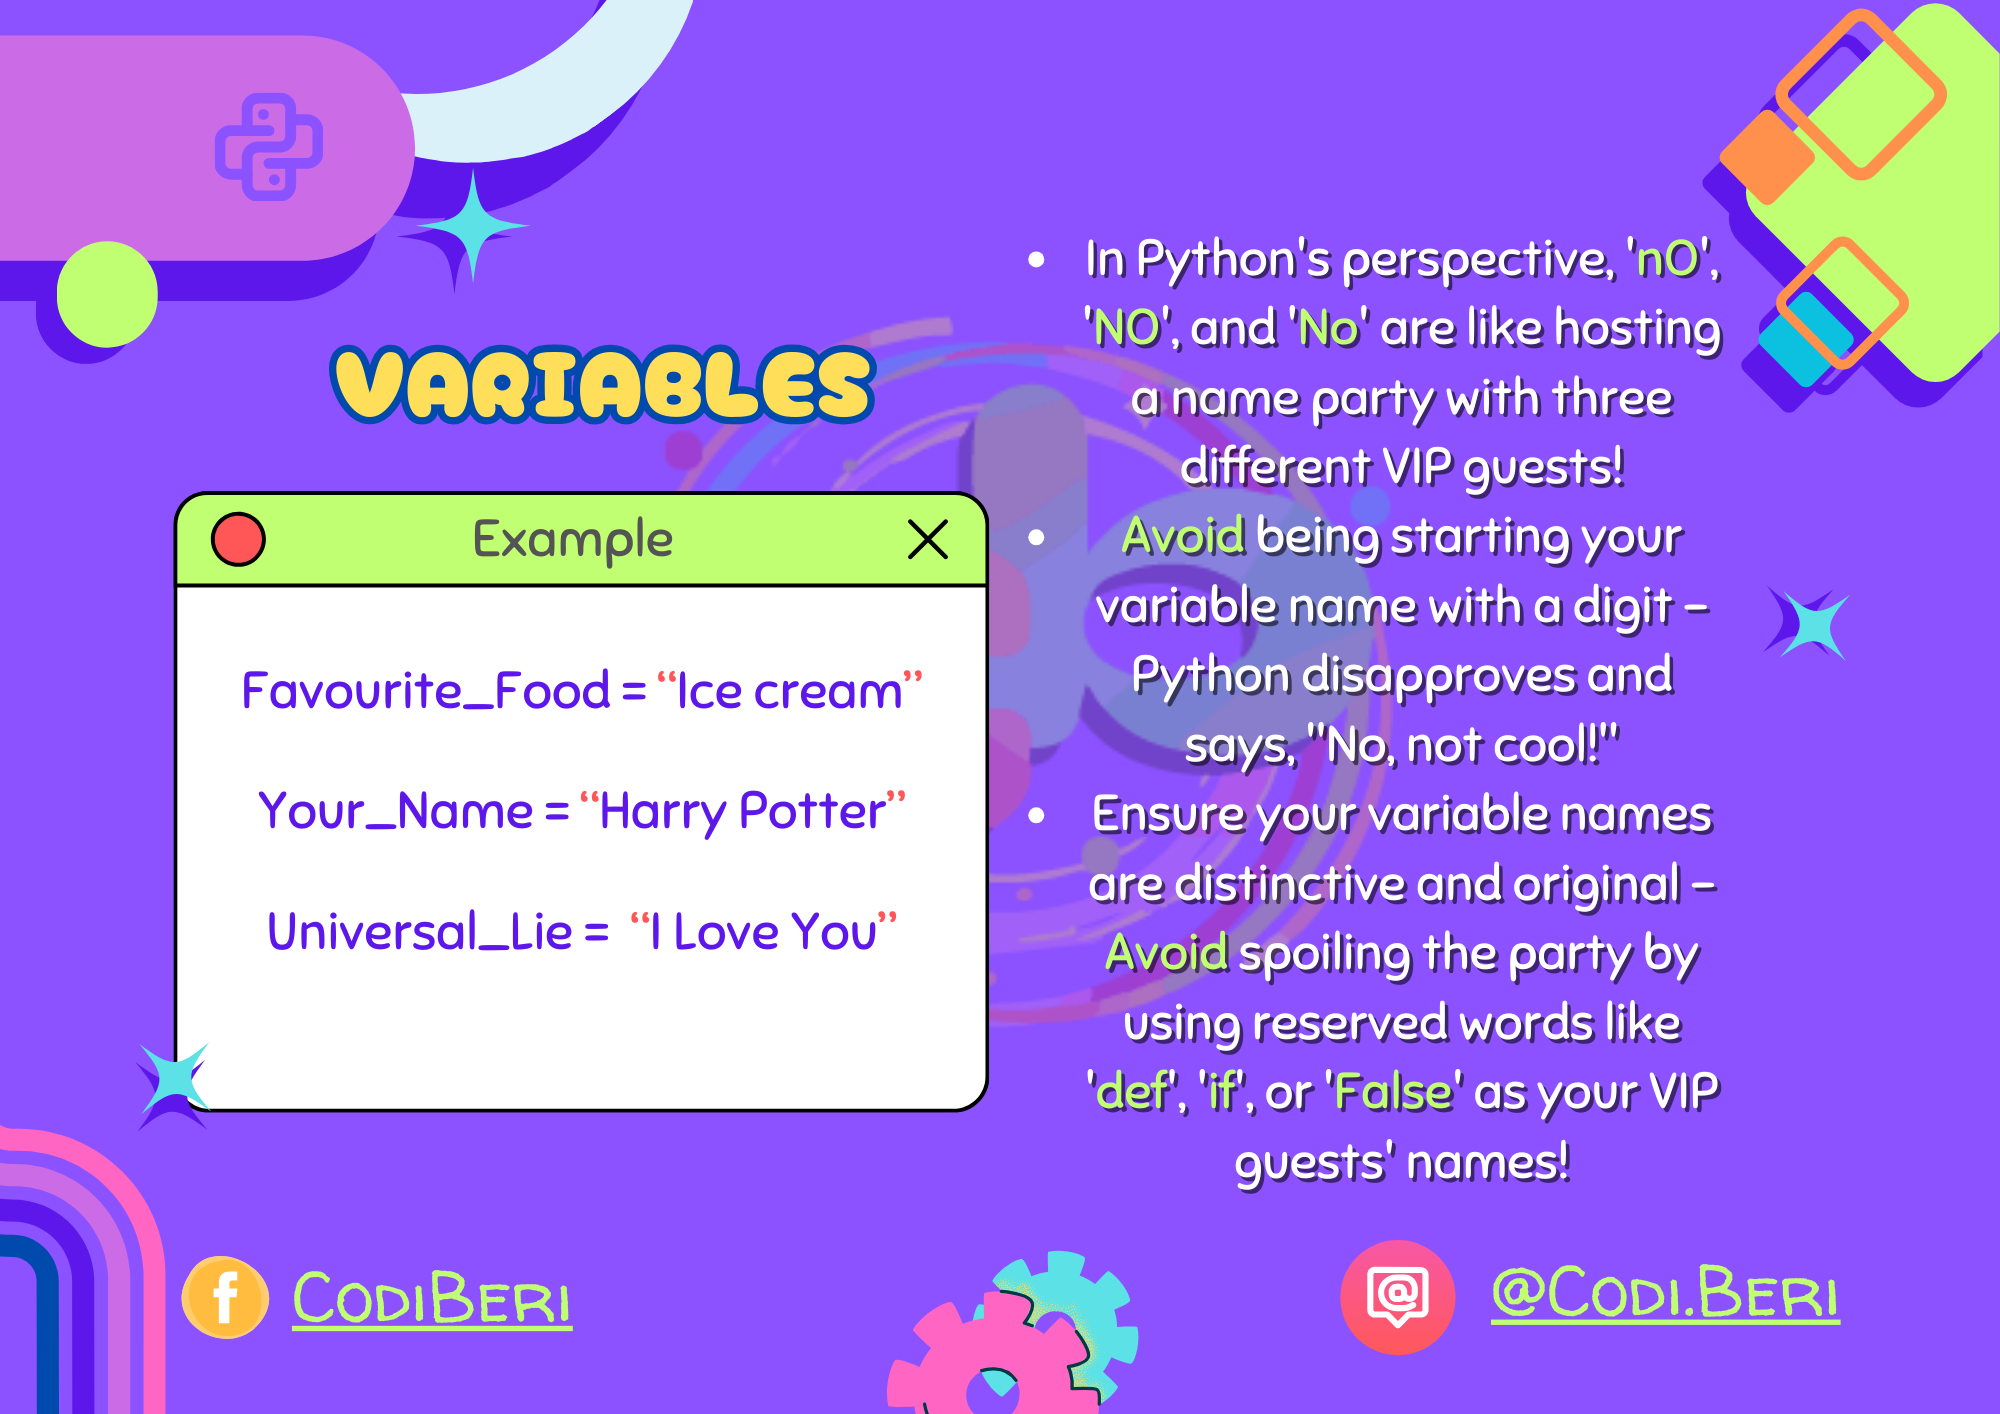 VARIABLES
Example
Favourite_Food = “Ice cream”
Your_Name = “Harry Potter”
Universal_Lie = “I Love You”
• In Python's perspective, 'nO',
'NO', and 'No' are like hosting
a name party with three
different VIP guests!
• Avoid being starting your
variable name with a digit –
Python disapproves and
says, "No, not cool!"
• Ensure your variable names
are distinctive and original –
Avoid spoiling the party by
using reserved words like
'def', 'if', or 'False' as your VIP
guests' names!
CODIBERI
@CODI.BERI